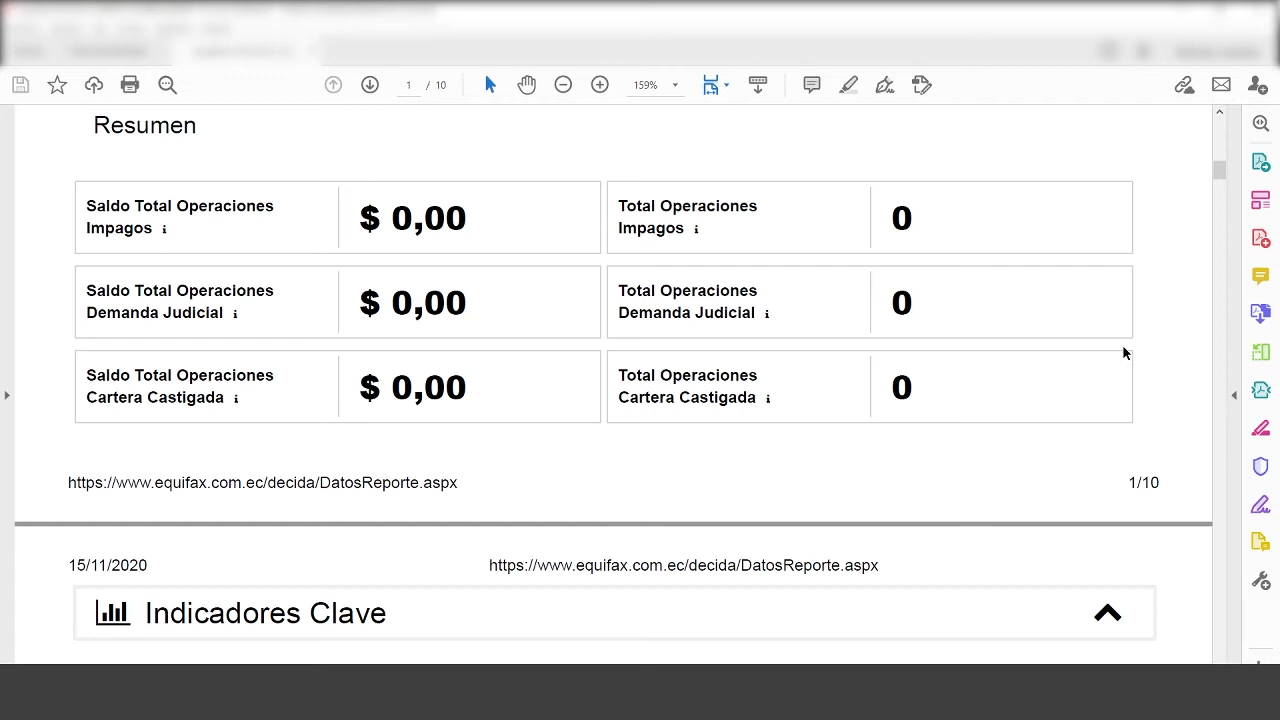 1 / 10
159%
Resumen
Saldo Total Operaciones
Impagos i
$ 0,00
Total Operaciones
Impagos i
0
Saldo Total Operaciones
Demanda Judicial i
$ 0,00
Total Operaciones
Demanda Judicial i
0
Saldo Total Operaciones
Cartera Castigada i
$ 0,00
Total Operaciones
Cartera Castigada i
0
https://www.equifax.com.ec/decida/DatosReporte.aspx
1/10
15/11/2020
https://www.equifax.com.ec/decida/DatosReporte.aspx
Indicadores Clave